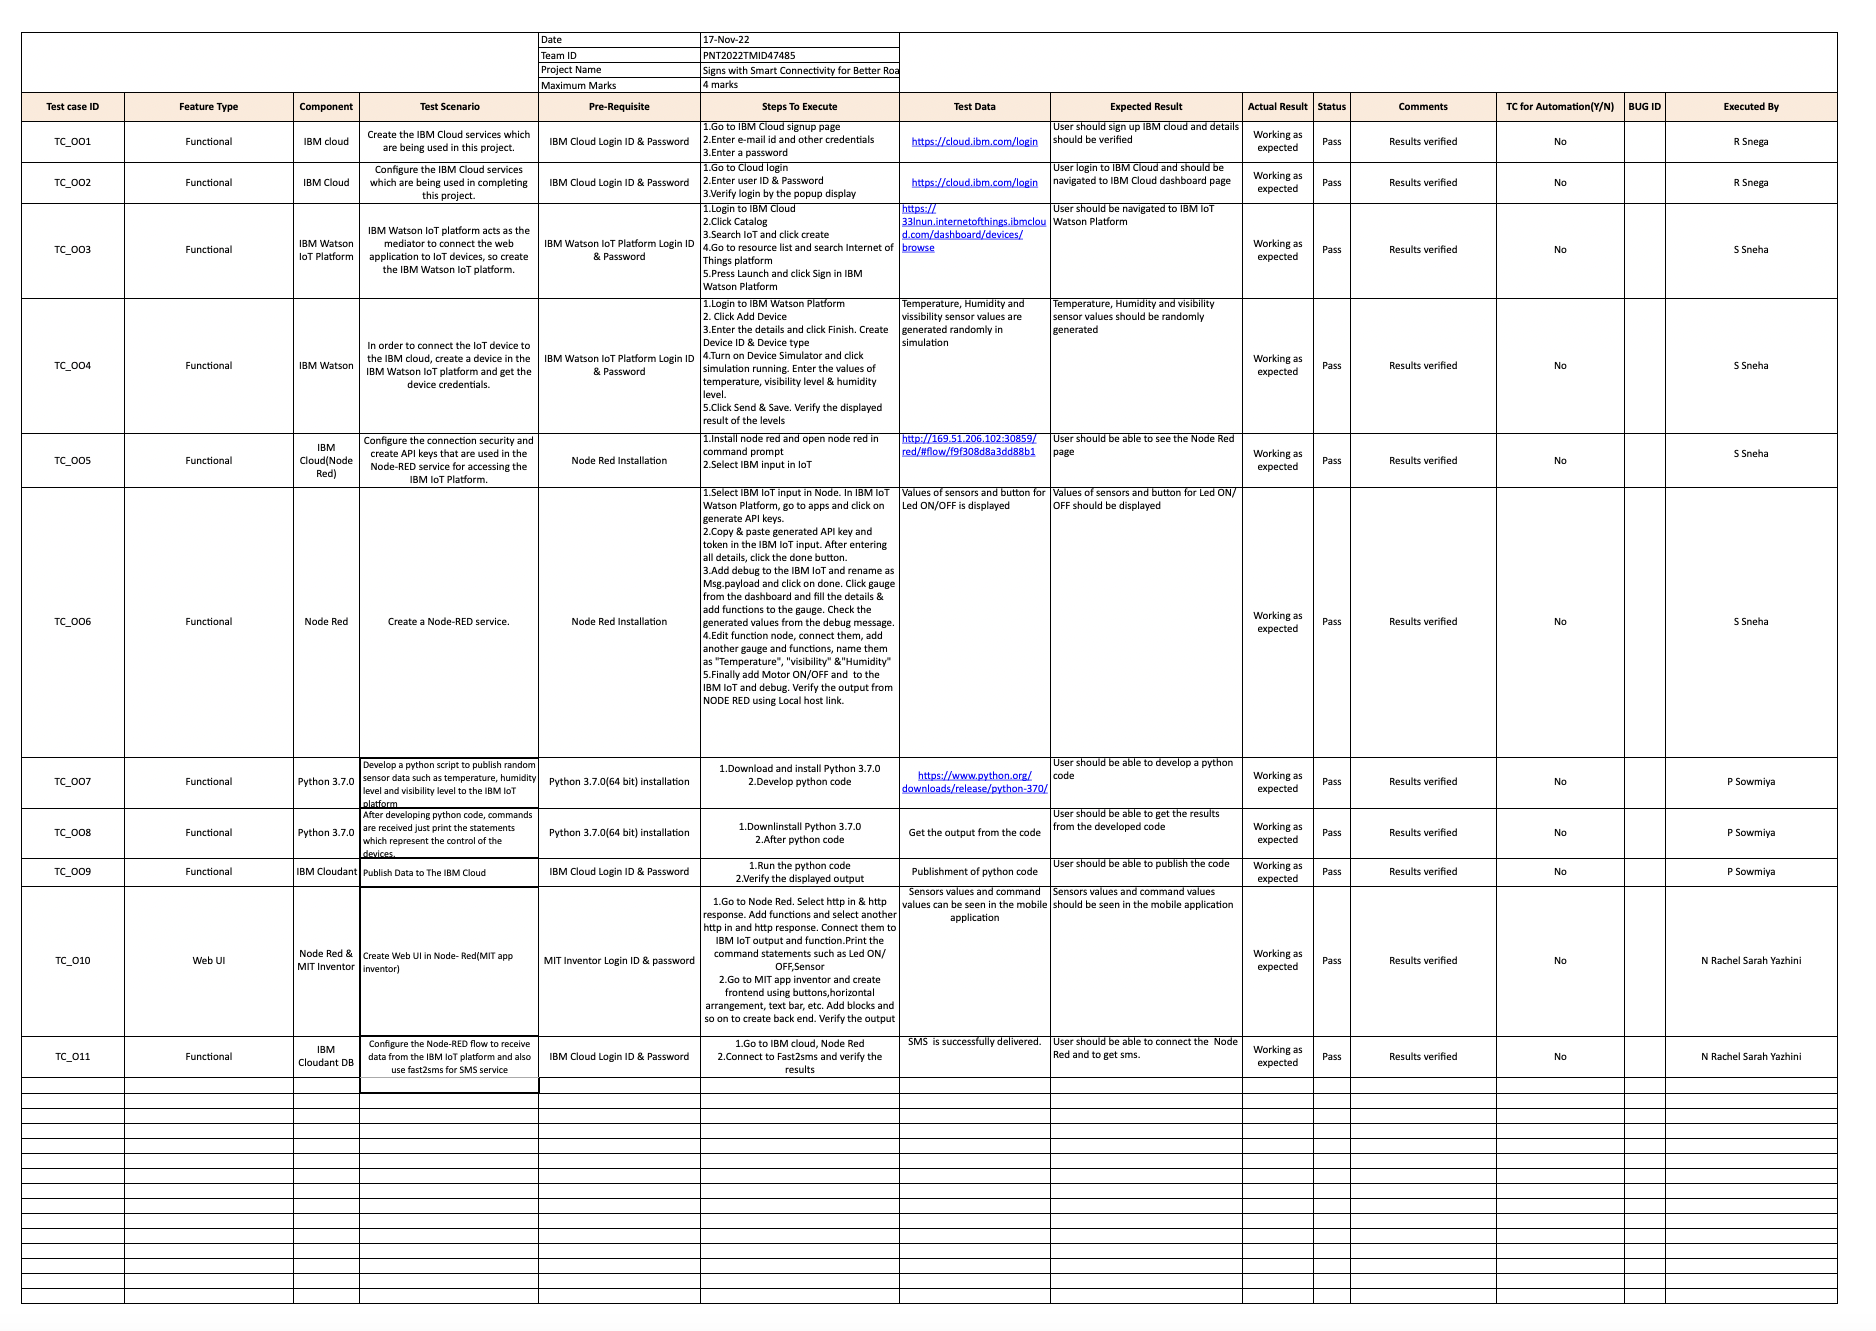 Date
17-Nov-22
Team ID
PNT2022TMID47485
Project Name
Signs with Smart Connectivity for Better Roa
Maximum Marks
4 marks
Test case ID
Feature Type
Component
Test Scenario
Pre-Requisite
Steps To Execute
Test Data
Expected Result
Actual Result
Status
Comments
TC for Automation(Y/N)
BUG ID
Executed By
TC_OO1
Functional
IBM cloud
Create the IBM Cloud services which
are being used in this project.
IBM Cloud Login ID & Password
1.Go to IBM Cloud signup page
2.Enter e-mail id and other credentials
3.Enter a password
https://cloud.ibm.com/login
User should sign up IBM cloud and details
should be verified
Working as
expected
Pass
Results verified
No
R Snega
TC_OO2
Functional
IBM Cloud
Configure the IBM Cloud services
which are being used in completing
this project.
IBM Cloud Login ID & Password
1.Go to Cloud login
2.Enter user ID & Password
3.Verify login by the popup display
https://cloud.ibm.com/login
User login to IBM Cloud and should be
navigated to IBM Cloud dashboard page
Working as
expected
Pass
Results verified
No
R Snega
TC_OO3
Functional
IBM Watson
IoT Platform
IBM Watson IoT platform acts as the
mediator to connect the web
application to IoT devices, so create
the IBM Watson IoT platform.
IBM Watson IoT Platform Login ID
& Password
1.Login to IBM Cloud
2.Click Catalog
3.Search IoT and click create
4.Go to resource list and search Internet of
Things platform
5.Press Launch and click Sign in IBM
Watson Platform
https://
33lnun.internetofthings.ibmclou
d.com/dashboard/devices/
browse
User should be navigated to IBM IoT
Watson Platform
Working as
expected
Pass
Results verified
No
S Sneha
TC_OO4
Functional
IBM Watson
In order to connect the IoT device to
the IBM cloud, create a device in the
IBM Watson IoT platform and get the
device credentials.
IBM Watson IoT Platform Login ID
& Password
1.Login to IBM Watson Platform
2. Click Add Device
3.Enter the details and click Finish. Create
Device ID & Device type
4.Turn on Device Simulator and click
simulation running. Enter the values of
temperature, visibility level & humidity
level.
5.Click Send & Save. Verify the displayed
result of the levels
Temperature, Humidity and
vissibility sensor values are
generated randomly in
simulation
Temperature, Humidity and visibility
sensor values should be randomly
generated
Working as
expected
Pass
Results verified
No
S Sneha
TC_OO5
Functional
IBM
Cloud(Node
Red)
Configure the connection security and
create API keys that are used in the
Node-RED service for accessing the
IBM IoT Platform.
Node Red Installation
1.Install node red and open node red in
command prompt
2.Select IBM input in IoT
http://169.51.206.102:30859/
red/#flow/f9f308d8a3dd88b1
User should be able to see the Node Red
page
Working as
expected
Pass
Results verified
No
S Sneha
TC_OO6
Functional
Node Red
Create a Node-RED service.
Node Red Installation
1.Select IBM IoT input in Node. In IBM IoT
Watson Platform, go to apps and click on
generate API keys.
2.Copy & paste generated API key and
token in the IBM IoT input. After entering
all details, click the done button.
3.Add debug to the IBM IoT and rename as
Msg.payload and click on done. Click gauge
from the dashboard and fill the details &
add functions to the gauge. Check the
generated values from the debug message.
4.Edit function node, connect them, add
another gauge and functions, name them
as "Temperature", "visibility" &"Humidity"
5.Finally add Motor ON/OFF and  to the
IBM IoT and debug. Verify the output from
NODE RED using Local host link.
Values of sensors and button for
Led ON/OFF is displayed
Values of sensors and button for Led ON/
OFF should be displayed
Working as
expected
Pass
Results verified
No
S Sneha
TC_OO7
Functional
Python 3.7.0
Develop a python script to publish random
sensor data such as temperature, humidity
level and visibility level to the IBM IoT
platform
Python 3.7.0(64 bit) installation
1.Download and install Python 3.7.0
2.Develop python code
https://www.python.org/
downloads/release/python-370/
User should be able to develop a python
code
Working as
expected
Pass
Results verified
No
P Sowmiya
TC_OO8
Functional
Python 3.7.0
After developing python code, commands
are received just print the statements
which represent the control of the
devices.
Python 3.7.0(64 bit) installation
1.Downlinstall Python 3.7.0
2.After python code
Get the output from the code
User should be able to get the results
from the developed code
Working as
expected
Pass
Results verified
No
P Sowmiya
TC_OO9
Functional
IBM Cloudant
Publish Data to The IBM Cloud
IBM Cloud Login ID & Password
1.Run the python code
2.Verify the displayed output
Publishment of python code
User should be able to publish the code
Working as
expected
Pass
Results verified
No
P Sowmiya
TC_O10
Web UI
Node Red &
MIT Inventor
Create Web UI in Node- Red(MIT app
inventor)
MIT Inventor Login ID & password
1.Go to Node Red. Select http in & http
response. Add functions and select another
http in and http response. Connect them to
IBM IoT output and function.Print the
command statements such as Led ON/
OFF,Sensor
2.Go to MIT app inventor and create
frontend using buttons,horizontal
arrangement, text bar, etc. Add blocks and
so on to create back end. Verify the output
Sensors values and command
values can be seen in the mobile
application
Sensors values and command values
should be seen in the mobile application
Working as
expected
Pass
Results verified
No
N Rachel Sarah Yazhini
TC_O11
Functional
IBM
Cloudant DB
Configure the Node-RED flow to receive
data from the IBM IoT platform and also
use fast2sms for SMS service
IBM Cloud Login ID & Password
1.Go to IBM cloud, Node Red
2.Connect to Fast2sms and verify the
results
SMS  is successfully delivered.
User should be able to connect the  Node
Red and to get sms.
Working as
expected
Pass
Results verified
No
N Rachel Sarah Yazhini